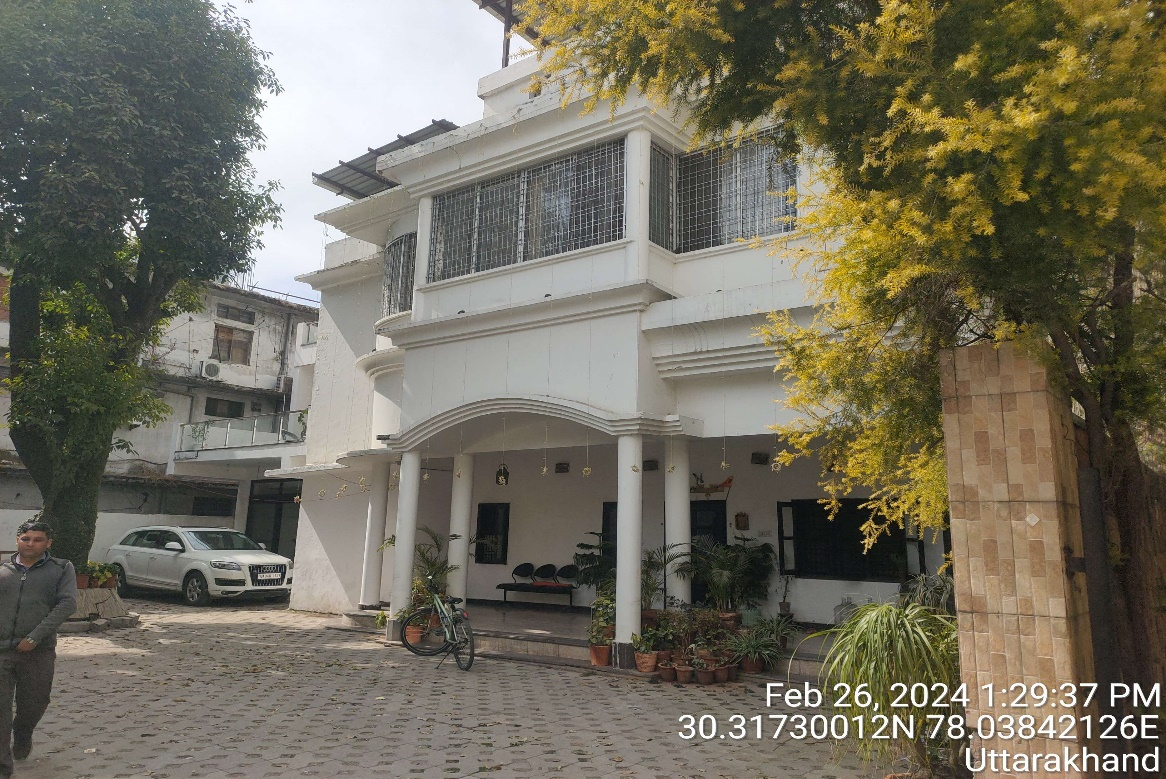 Feb 26, 2024 1:29:37 PM
30.31730012N 78.03842126E
Uttarakhand